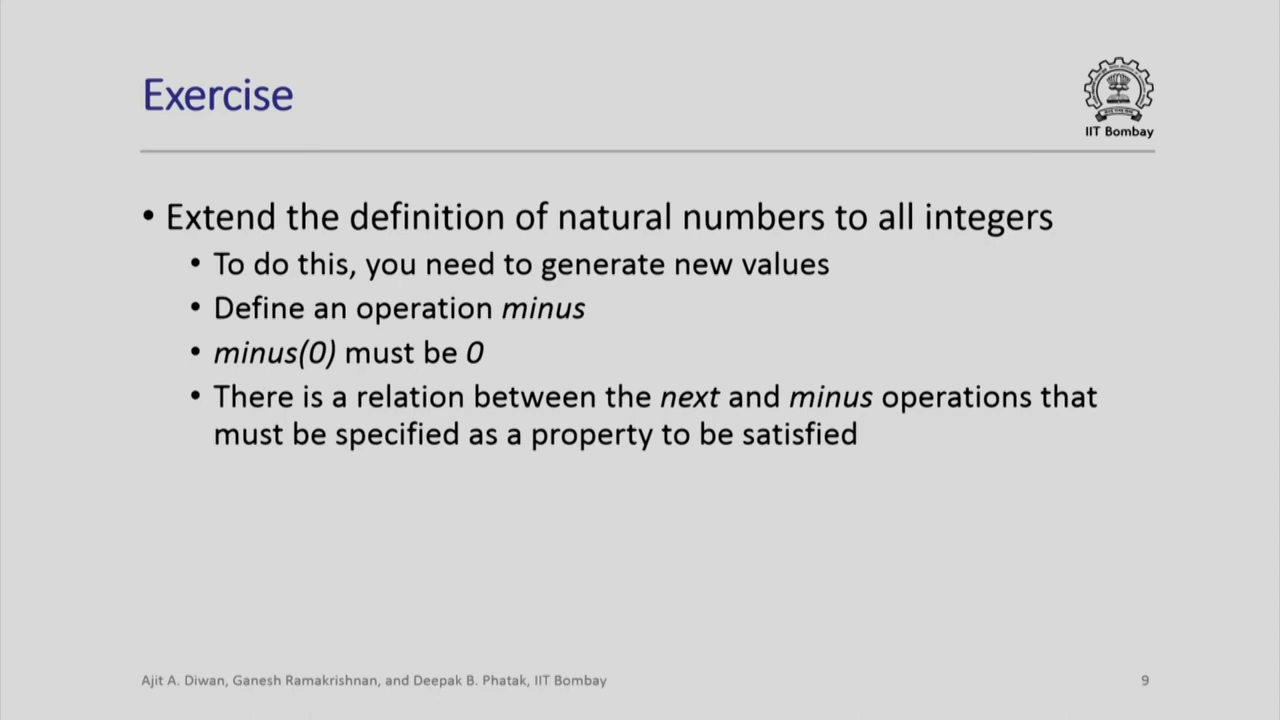 Exercise
IIT Bombay
• Extend the definition of natural numbers to all integers
• To do this, you need to generate new values
• Define an operation minus
• minus(0) must be 0
• There is a relation between the next and minus operations that
must be specified as a property to be satisfied
Ajit A. Diwan, Ganesh Ramakrishnan, and Deepak B. Phatak, IIT Bombay
9